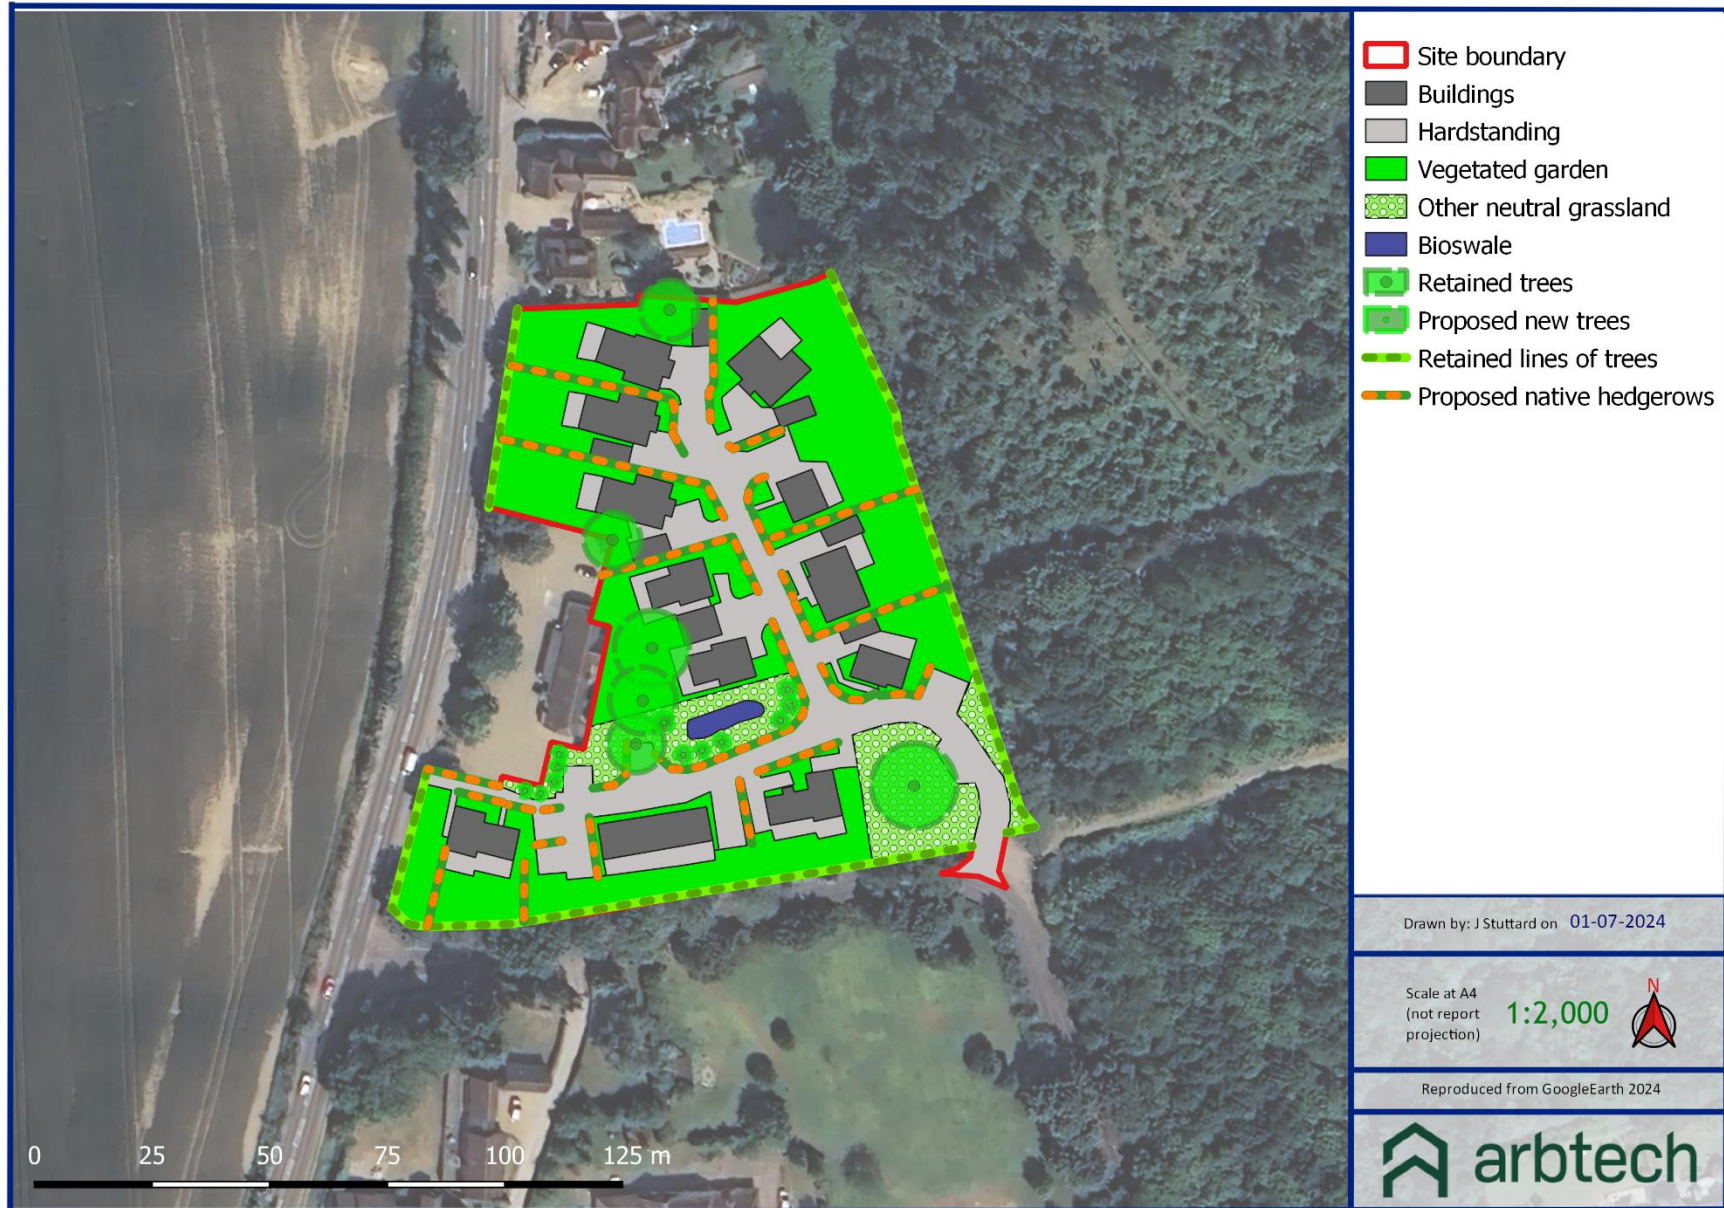 Site boundary
Buildings
Hardstanding
Vegetated garden
Other neutral grassland
Bioswale
Retained trees
Proposed new trees
Retained lines of trees
Proposed native hedgerows
Drawn by: J Stuttard on 01-07-2024
Scale at A4
(not report
projection)
1:2,000
N
Reproduced from GoogleEarth 2024
arbtech
0 25 50 75 100 125 m